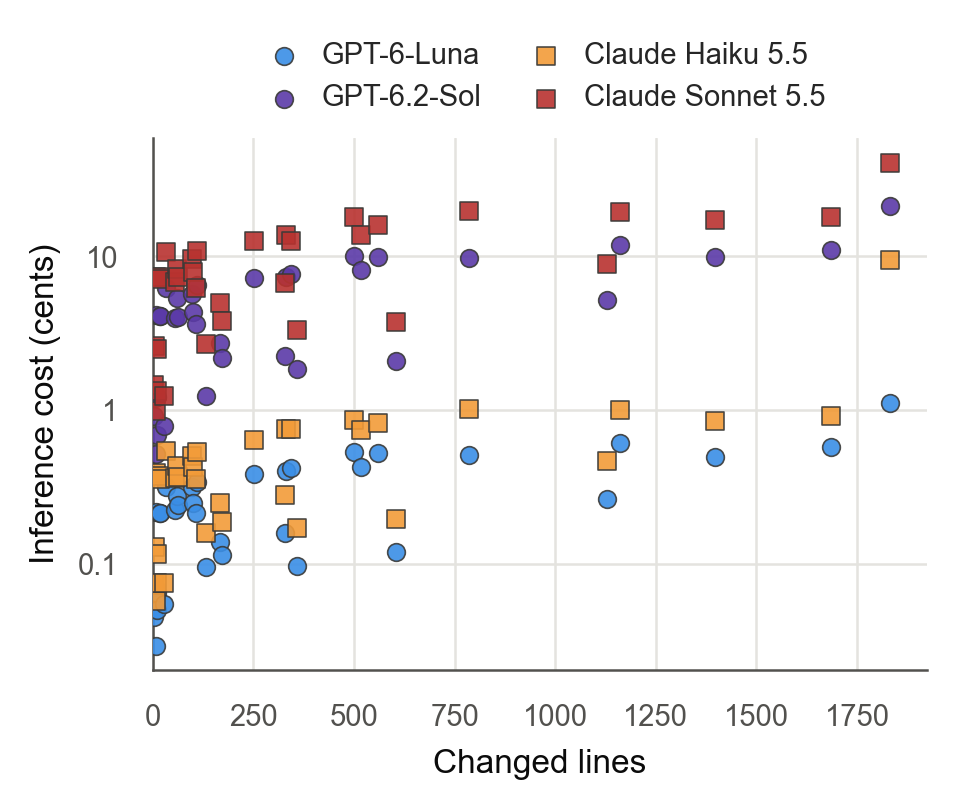 GPT-6-Luna
GPT-6.2-Sol
Claude Haiku 5.5
Claude Sonnet 5.5
Inference cost (cents)
10
1
0.1
0 250 500 750 1000 1250 1500 1750
Changed lines